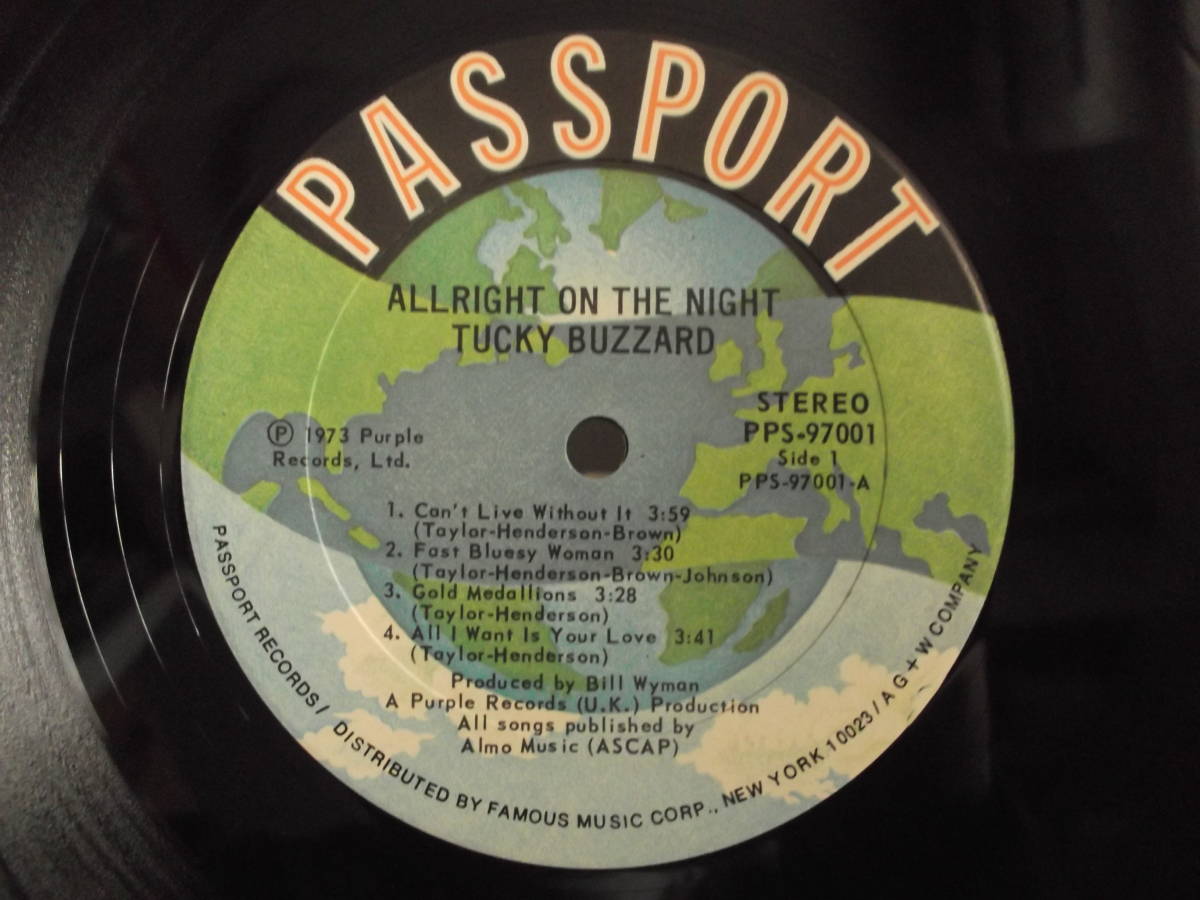 PASSPORT
ALLRIGHT ON THE NIGHT
TUCKY BUZZARD
STEREO
PPS-97001
Side 1
PPS-97001-A
Ⓟ 1973 Purple
Records, Ltd.
1. Can't Live Without It 3:59
(Taylor-Henderson-Brown)
2. Fast Bluesy Woman 3:30
(Taylor-Henderson-Brown-Johnson)
3. Gold Medallions 3:28
(Taylor-Henderson)
4. All I Want Is Your Love 3:41
(Taylor-Henderson)
Produced by Bill Wyman
A Purple Records (U.K.) Production
All songs published by
Almo Music (ASCAP)
PASSPORT RECORDS / DISTRIBUTED BY FAMOUS MUSIC CORP., NEW YORK 10023 / A G + W COMPANY